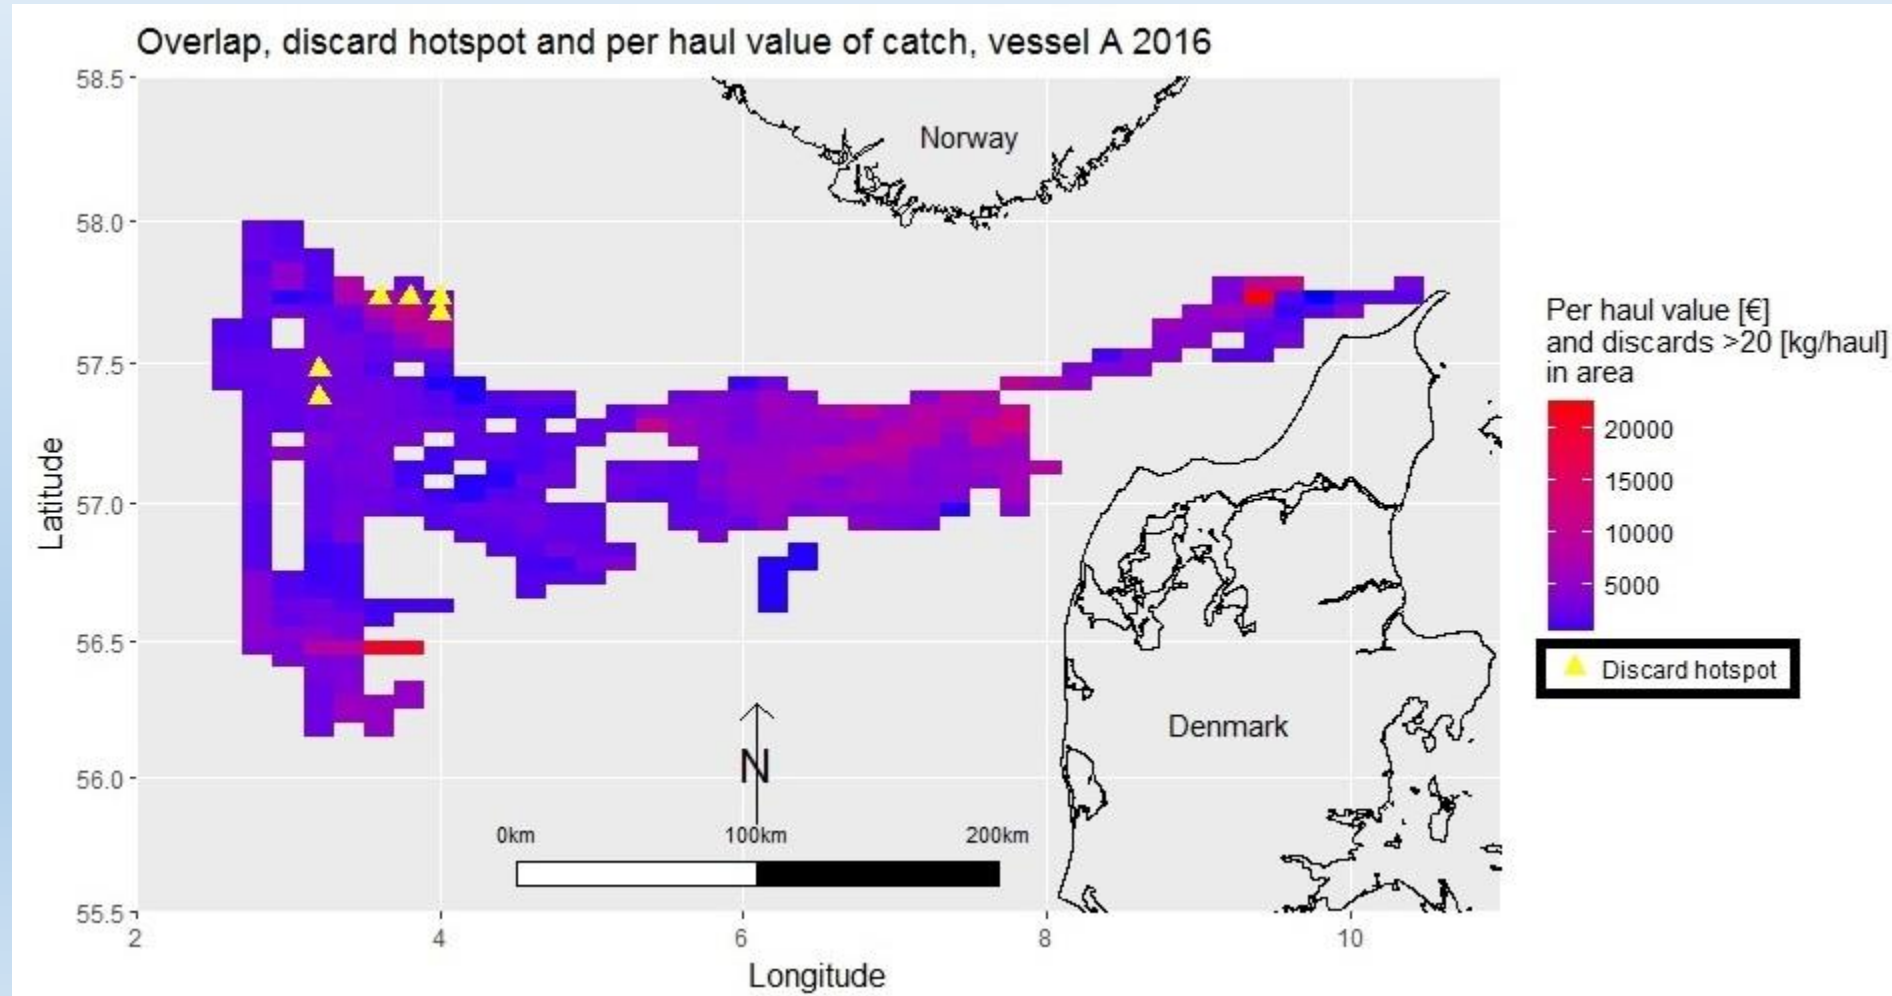 Overlap, discard hotspot and per haul value of catch, vessel A 2016
58.5
58.0
57.5
57.0
56.5
56.0
55.5
Latitude
Norway
Denmark
N
0km 100km 200km
2 4 6 8 10
Longitude
Per haul value [€]
and discards >20 [kg/haul]
in area
20000
15000
10000
5000
Discard hotspot